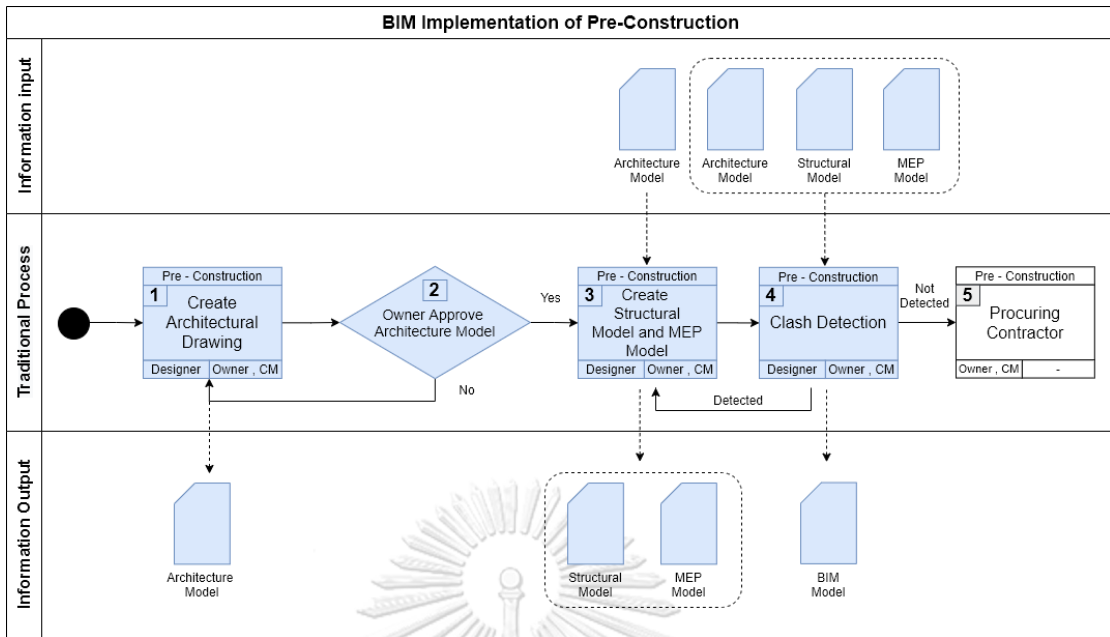 BIM Implementation of Pre-Construction
Information input
Architecture
Model
Architecture
Model
Structural
Model
MEP
Model
Traditional Process
Pre - Construction
1
Create
Architectural
Drawing
Designer
Owner , CM
2
Owner Approve
Architecture Model
Yes
No
Pre - Construction
3
Create
Structural
Model and MEP
Model
Designer
Owner , CM
Pre - Construction
4
Clash Detection
Designer
Owner , CM
Detected
Not
Detected
Pre - Construction
5
Procuring
Contractor
Owner , CM
-
Information Output
Architecture
Model
Structural
Model
MEP
Model
BIM
Model